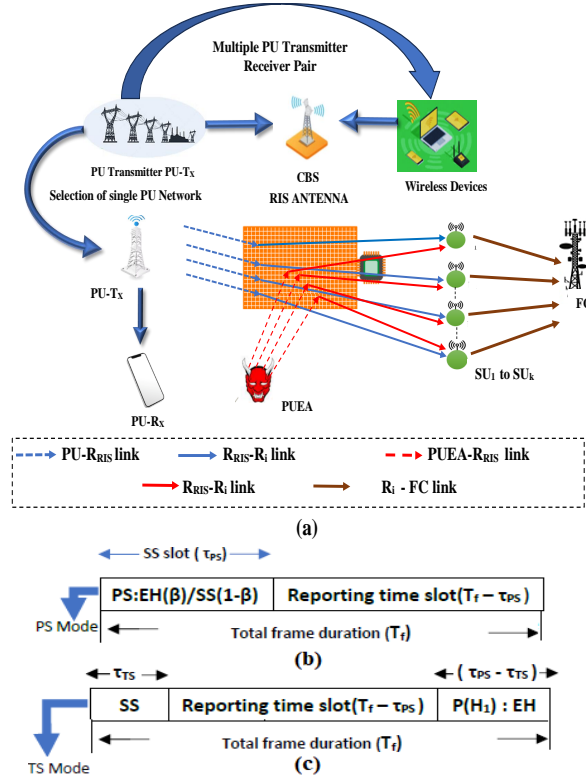 Multiple PU Transmitter
Receiver Pair
PU Transmitter PU-TX
Selection of single PU Network
CBS
RIS ANTENNA
Wireless Devices
PU-TX
FC
PU-RX
PUEA
SU1 to SUk
PU-RRIS link
RRIS-Ri link
PUEA-RRIS link
RRIS-Ri link
Ri - FC link
(a)
SS slot ( τPS)
PS:EH(β)/SS(1-β)
Reporting time slot(Tf – τPS)
PS Mode
Total frame duration (Tf)
(b)
τTS
( τPS - τTS)
SS
Reporting time slot(Tf – τPS)
P(H1) : EH
Total frame duration (Tf)
TS Mode
(c)